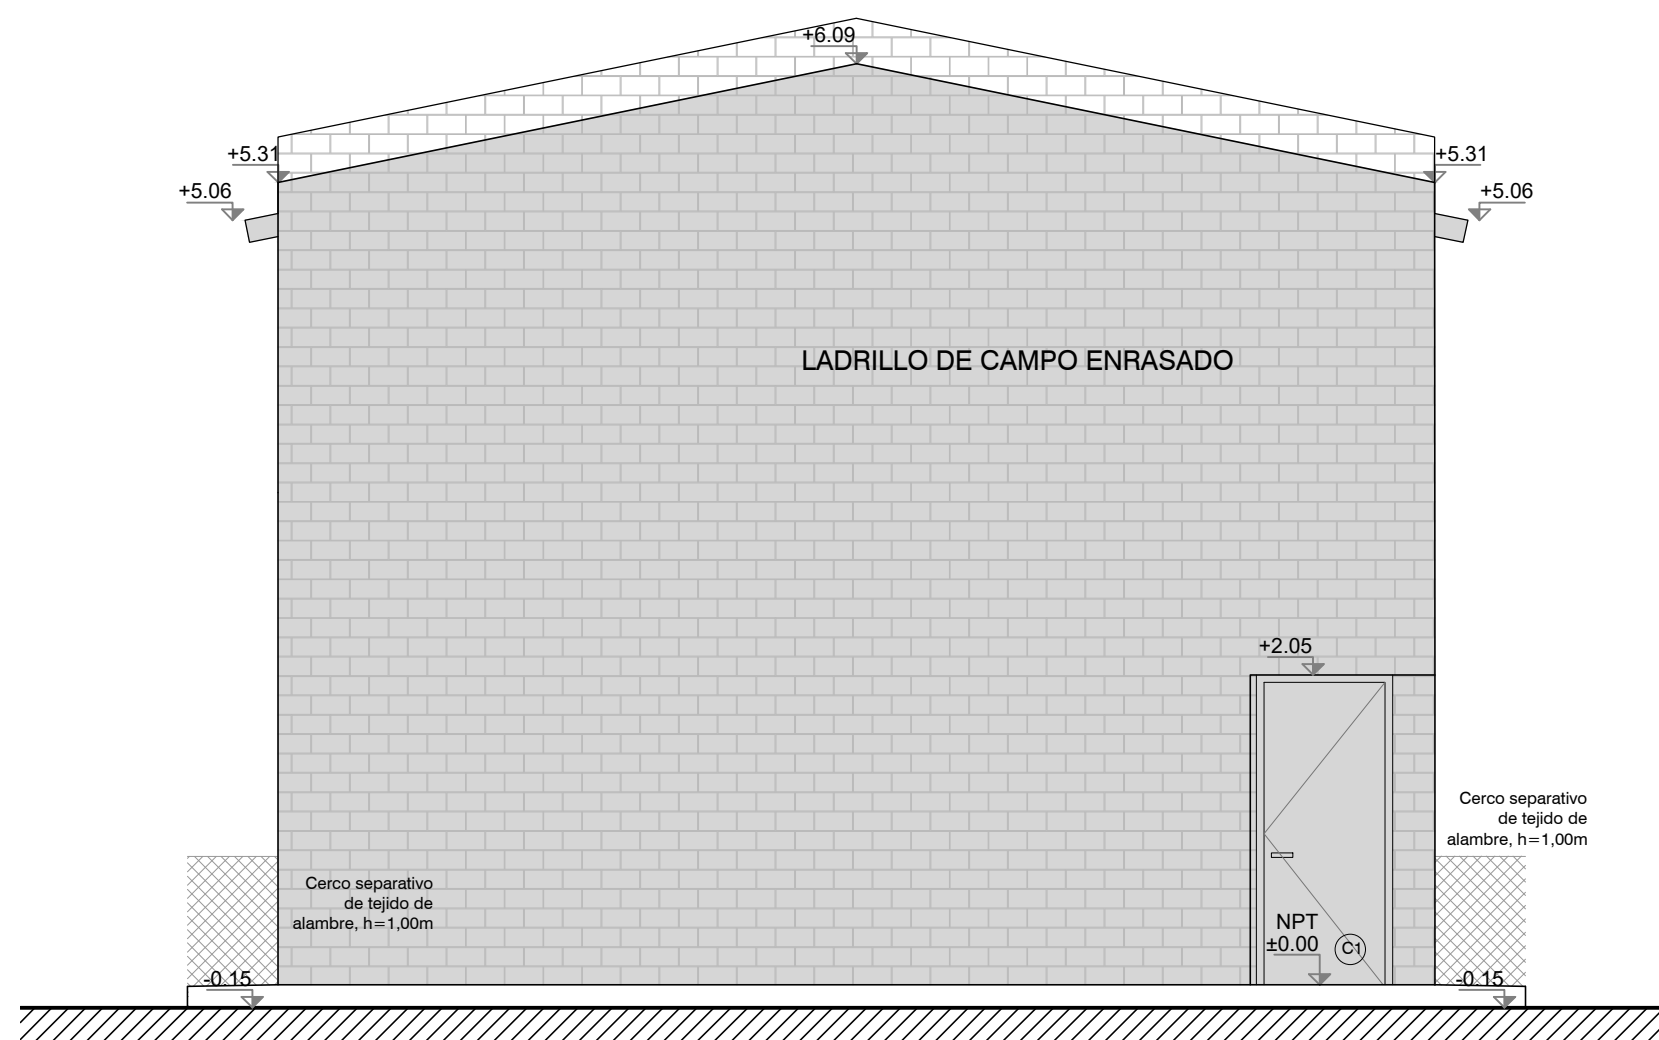 +6.09
+5.31
+5.31
+5.06
+5.06
LADRILLO DE CAMPO ENRASADO
+2.05
Cerco separativo
de tejido de
alambre, h=1,00m
Cerco separativo
de tejido de
alambre, h=1,00m
NPT
±0.00
C1
-0.15
-0.15